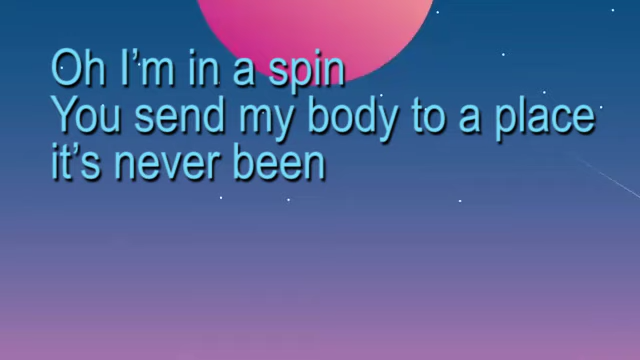 Oh I’m in a spin
You send my body to a place
it’s never been